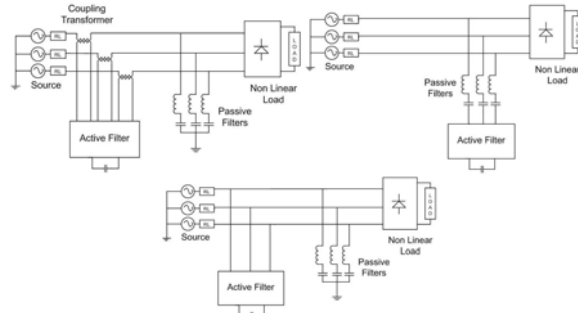 Coupling
Transformer
RL
RL
RL
Source
LOAD
Non Linear
Load
Passive
Filters
Active Filter
RL
RL
RL
Source
LOAD
Non Linear
Load
Passive
Filters
Active Filter
RL
RL
RL
Source
LOAD
Non Linear
Load
Passive
Filters
Active Filter